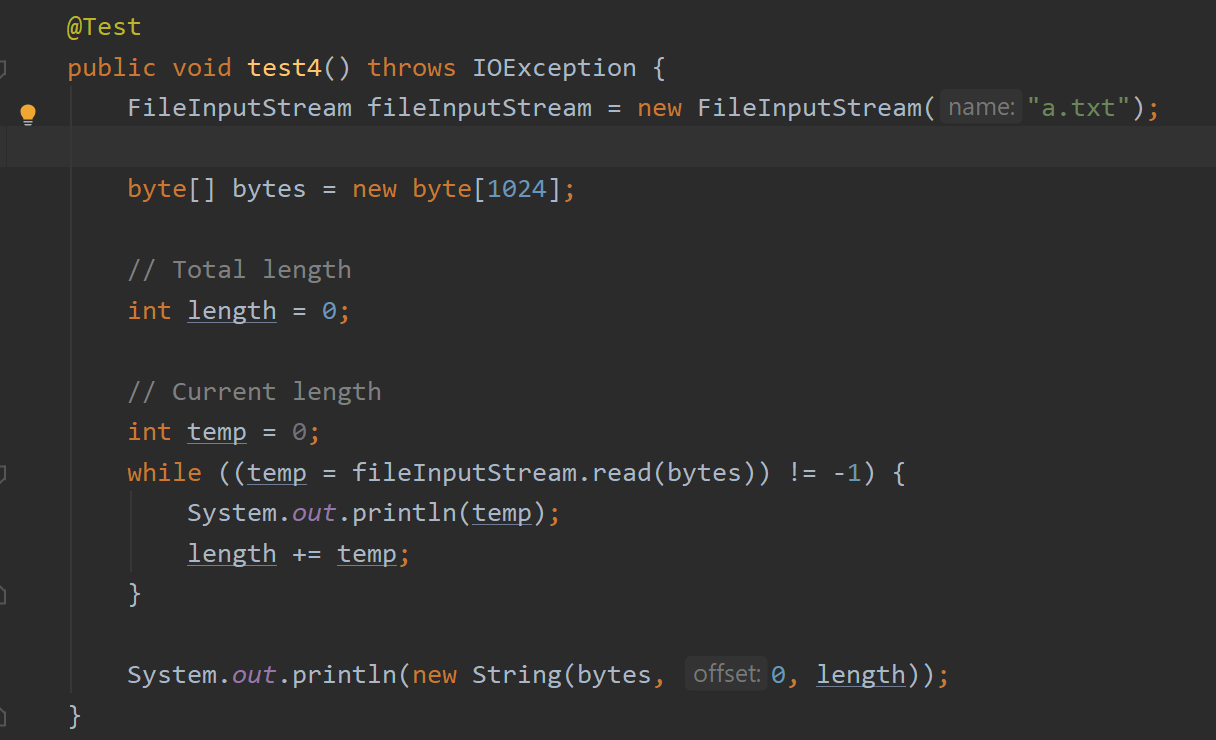 @Test
public void test4() throws IOException {
FileInputStream fileInputStream = new FileInputStream( name: "a.txt");
byte[] bytes = new byte[1024];
// Total length
int length = 0;
// Current length
int temp = 0;
while ((temp = fileInputStream.read(bytes)) != -1) {
System.out.println(temp);
length += temp;
}
System.out.println(new String(bytes, offset: 0, length));
}